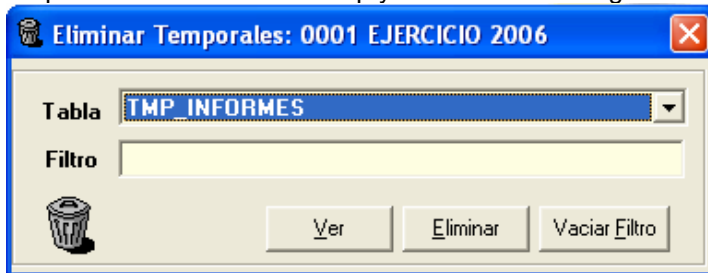 Eliminar Temporales: 0001 EJERCICIO 2006
Tabla TMP_INFORMES
Filtro
Ver Eliminar Vaciar Filtro